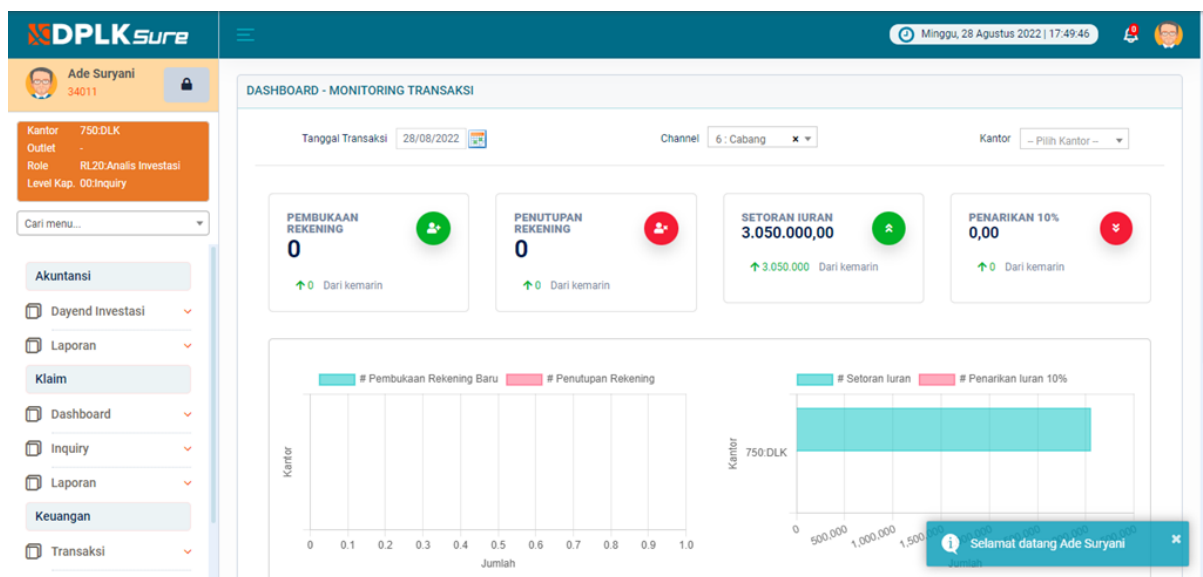 DPLKSure
Minggu, 28 Agustus 2022 | 17:49:46
Ade Suryani
34011
Kantor 750:DLK
Outlet -
Role RL20:Analis Investasi
Level Kap. 00:Inquiry
Cari menu...
Akuntansi
Dayend Investasi
Laporan
Klaim
Dashboard
Inquiry
Laporan
Keuangan
Transaksi
DASHBOARD - MONITORING TRANSAKSI
Tanggal Transaksi 28/08/2022
Channel 6 : Cabang x
Kantor -- Pilih Kantor --
PEMBUKAAN
REKENING
0
0 Dari kemarin
PENUTUPAN
REKENING
0
0 Dari kemarin
SETORAN IURAN
3.050.000,00
3.050.000 Dari kemarin
PENARIKAN 10%
0,00
0 Dari kemarin
# Pembukaan Rekening Baru # Penutupan Rekening
Kantor
0 0.1 0.2 0.3 0.4 0.5 0.6 0.7 0.8 0.9 1.0
Jumlah
# Setoran Iuran # Penarikan Iuran 10%
Kantor
750:DLK
0 500,000 1,000,000
Jumlah
Selamat datang Ade Suryani
×